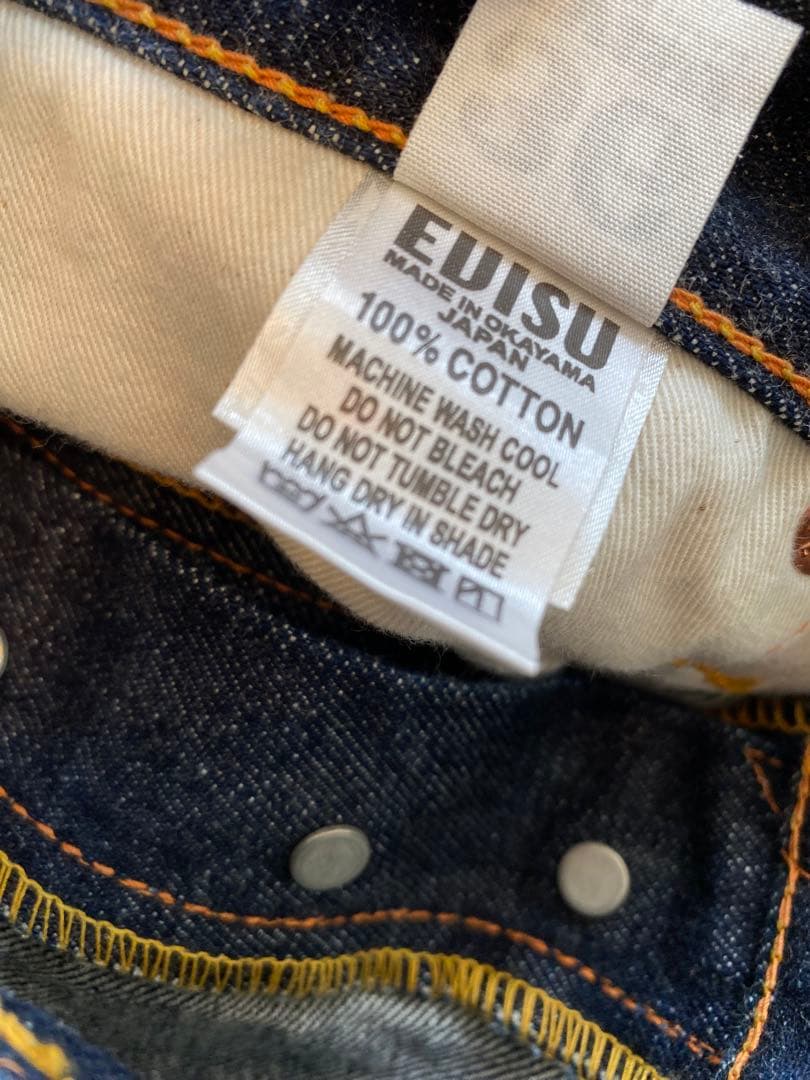 EDISU
MADE IN OKAYAMA
JAPAN
100% COTTON
MACHINE WASH COOL
DO NOT BLEACH
DO NOT TUMBLE DRY
HANG DRY IN SHADE